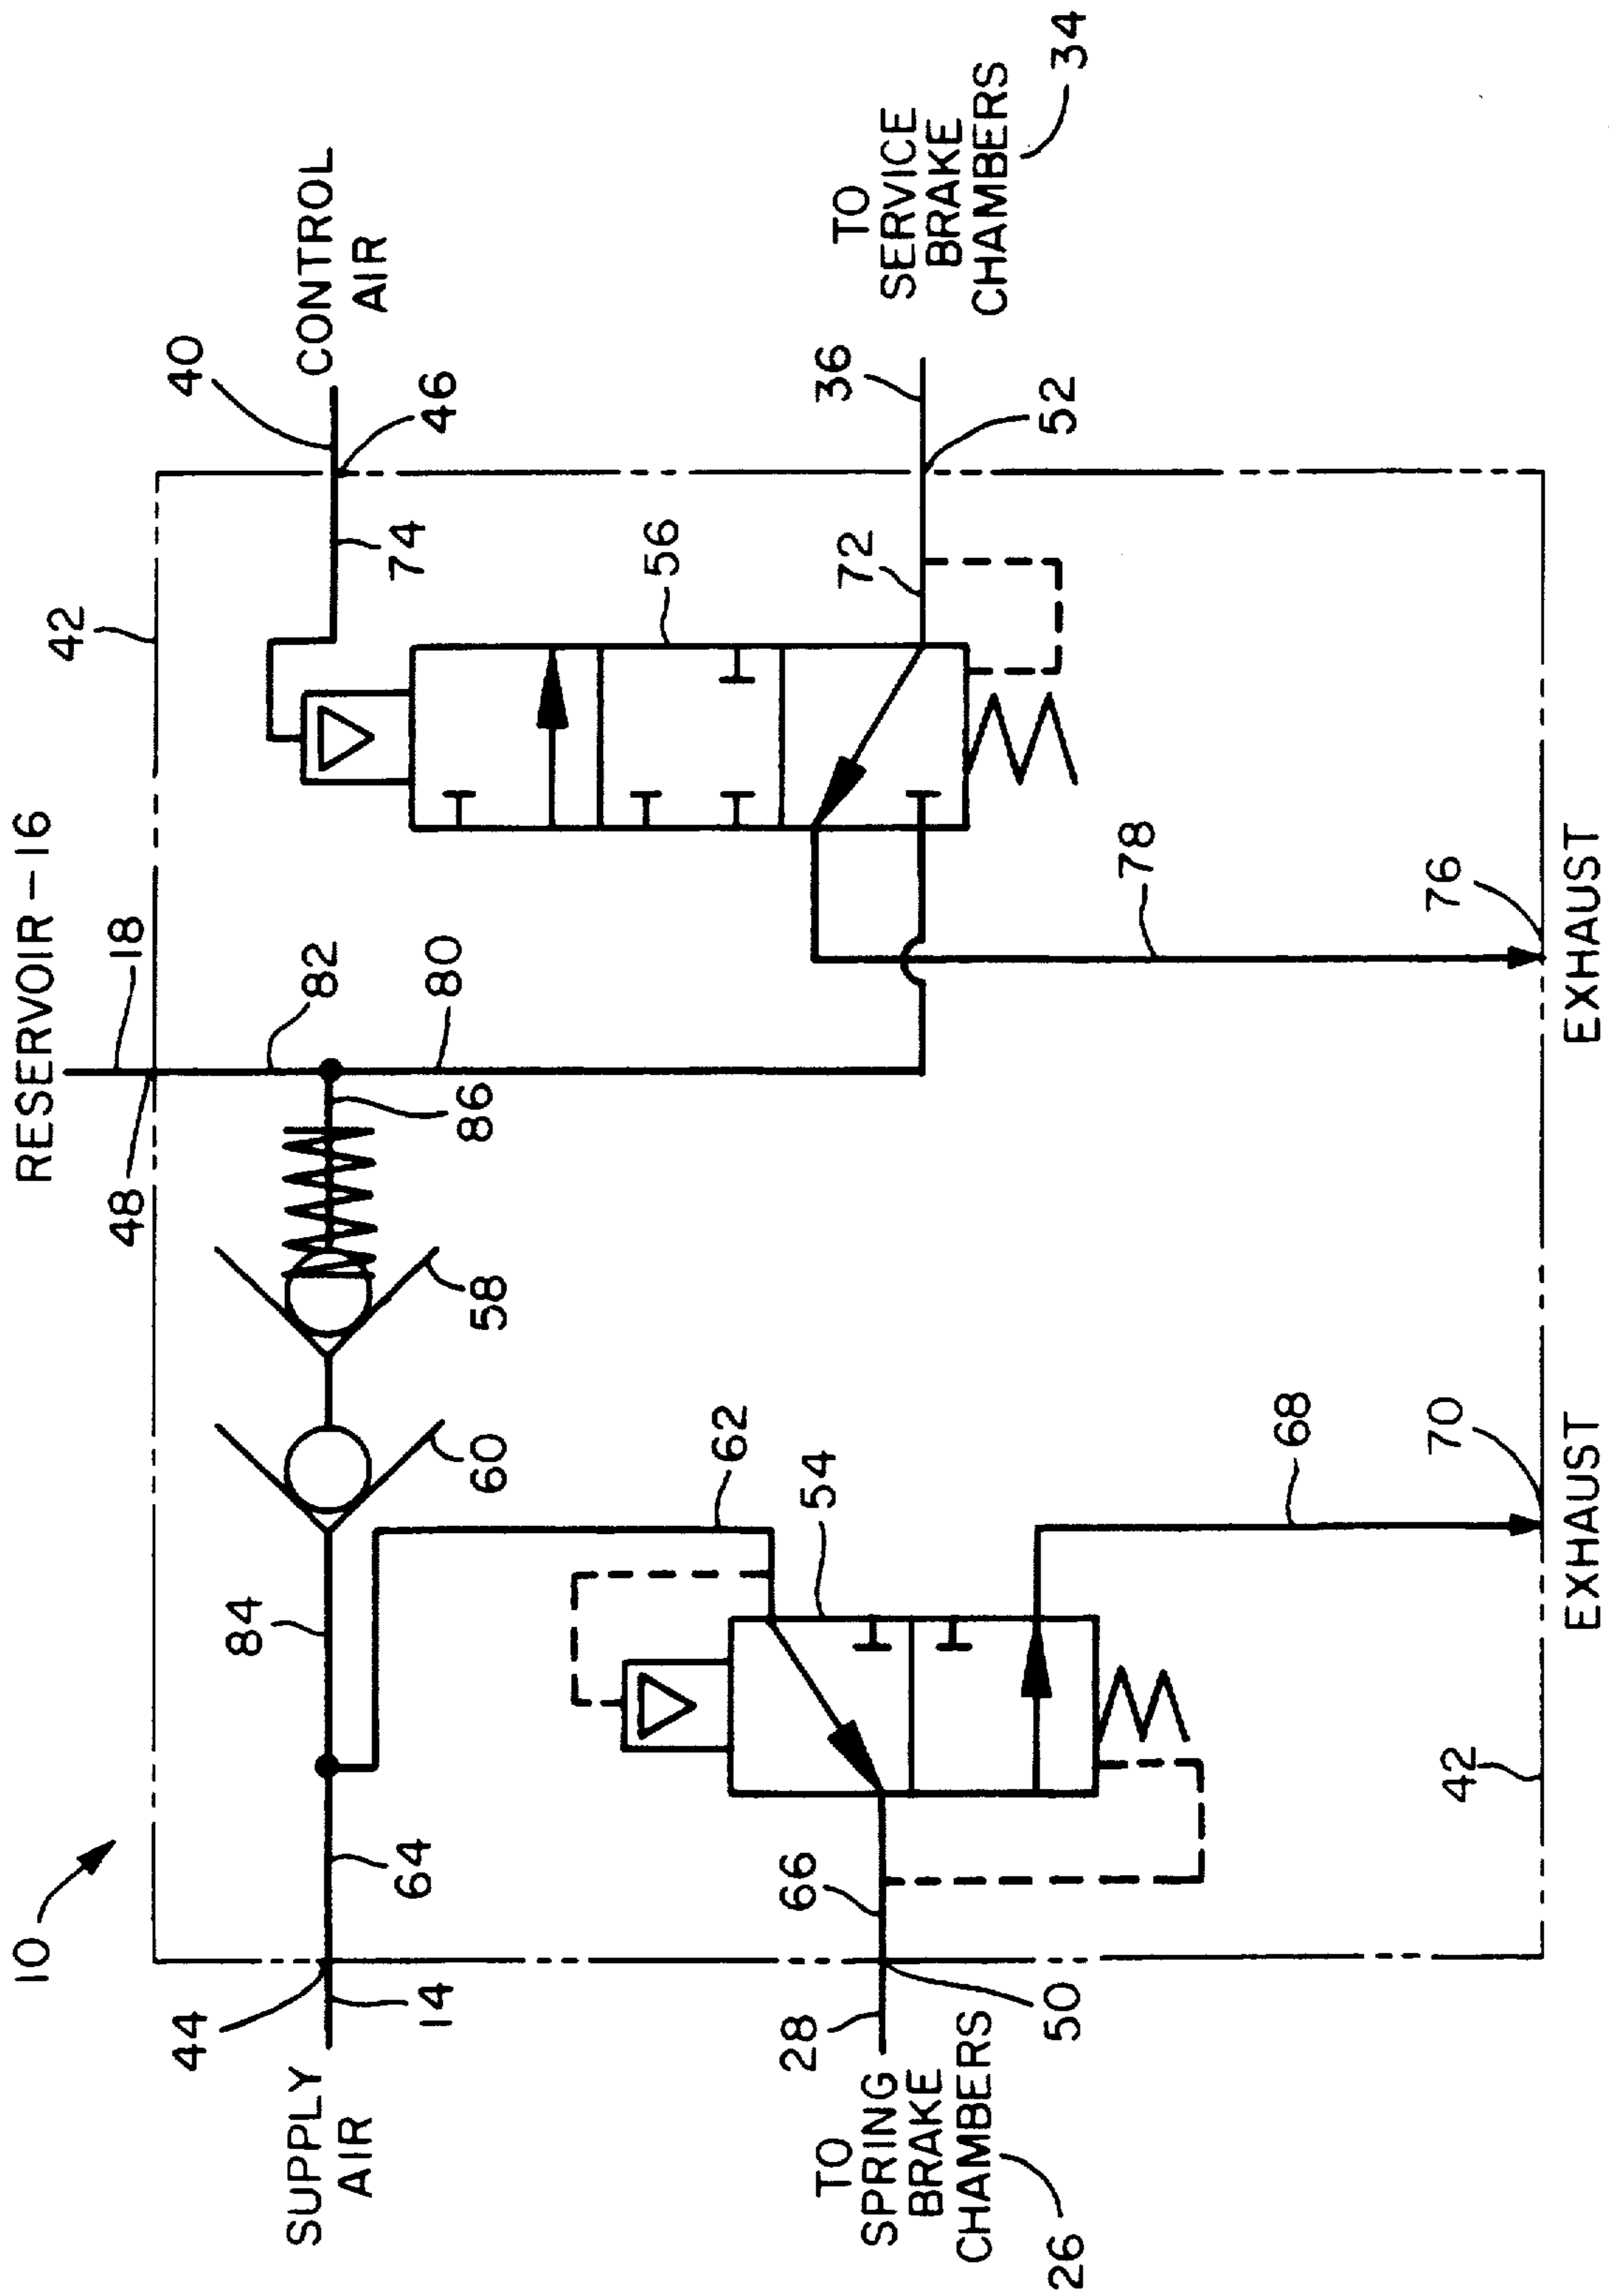 10
RESERVOIR-16
18
48
42
82
44
14
SUPPLY
AIR
64
84
60
58
86
80
74
46
40
CONTROL
AIR
62
54
56
72
36
52
TO
SERVICE
BRAKE
CHAMBERS
34
TO
SPRING
BRAKE
CHAMBERS
26
28
50
66
68
78
42
70
76
EXHAUST
EXHAUST